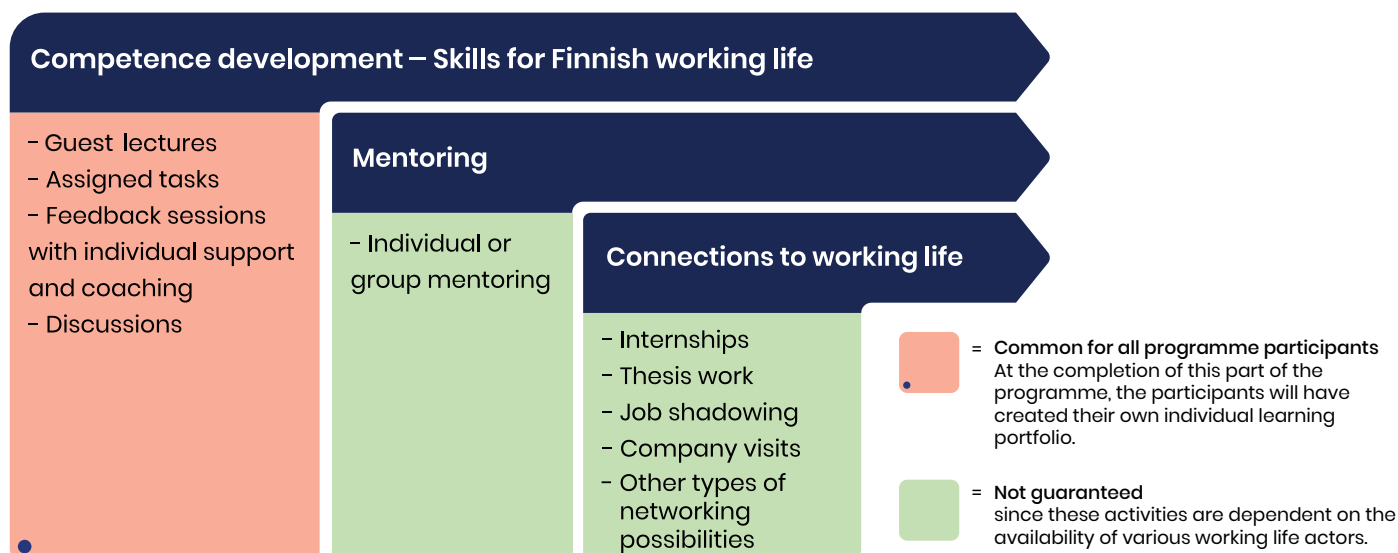 Competence development – Skills for Finnish working life
- Guest lectures
- Assigned tasks
- Feedback sessions
with individual support
and coaching
- Discussions
Mentoring
- Individual or
group mentoring
Connections to working life
- Internships
- Thesis work
- Job shadowing
- Company visits
- Other types of
networking
possibilities
= Common for all programme participants
At the completion of this part of the
programme, the participants will have
created their own individual learning
portfolio.
= Not guaranteed
since these activities are dependent on the
availability of various working life actors.